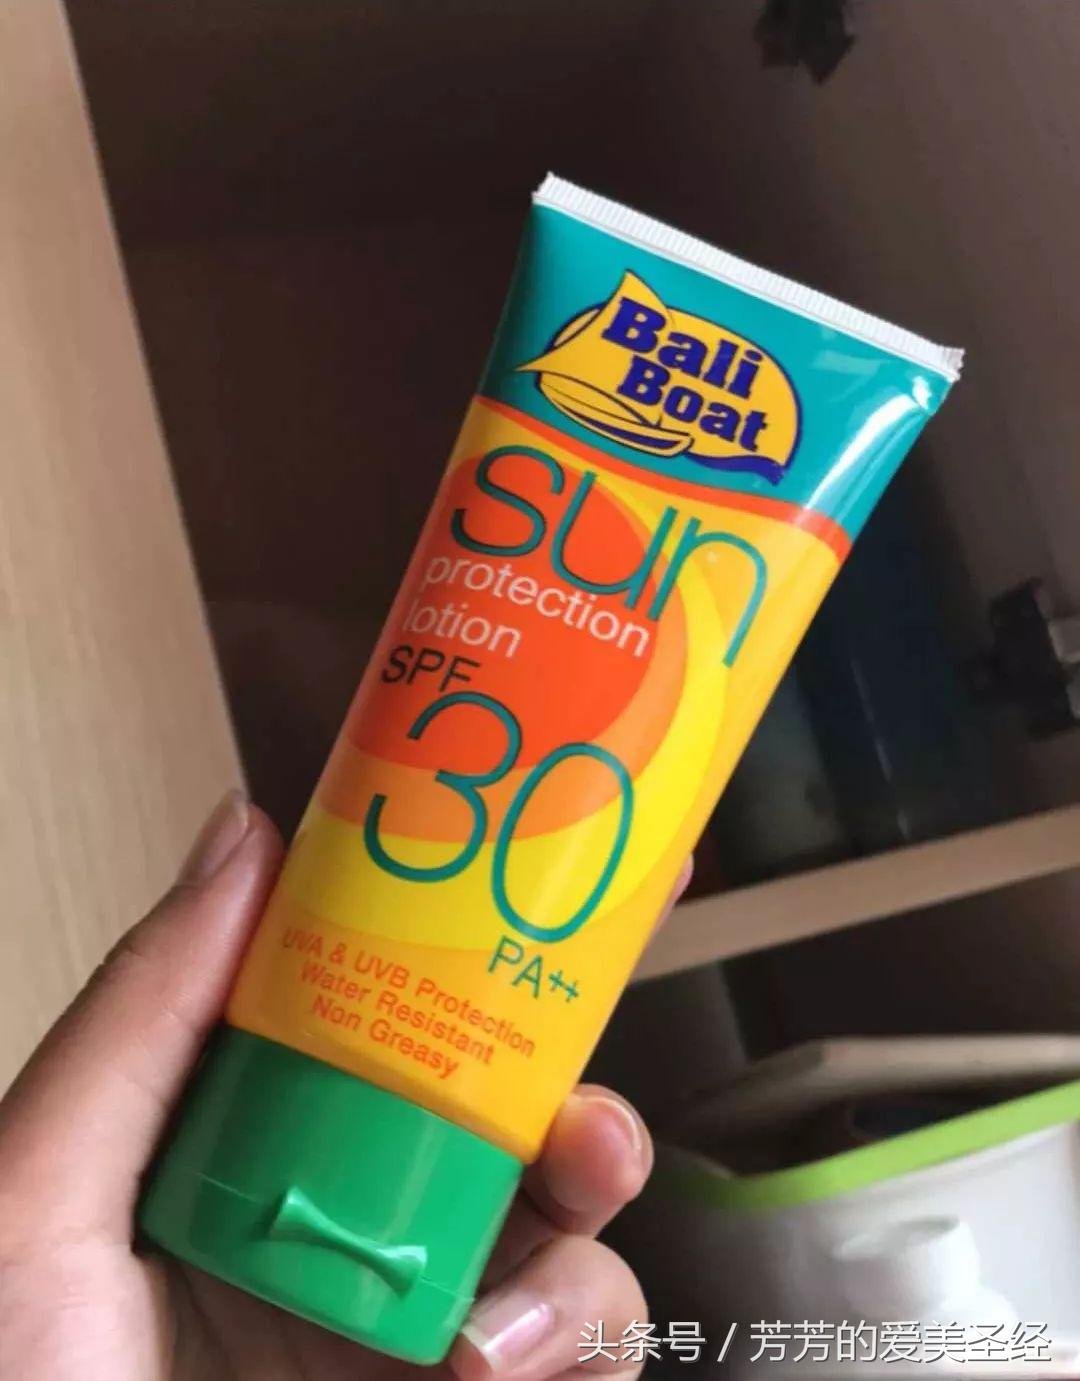 Bali
Boat
sun
protection
lotion
SPF
30
PA++
UVA & UVB Protection
Water Resistant
Non Greasy
头条号 / 芳芳的爱美圣经